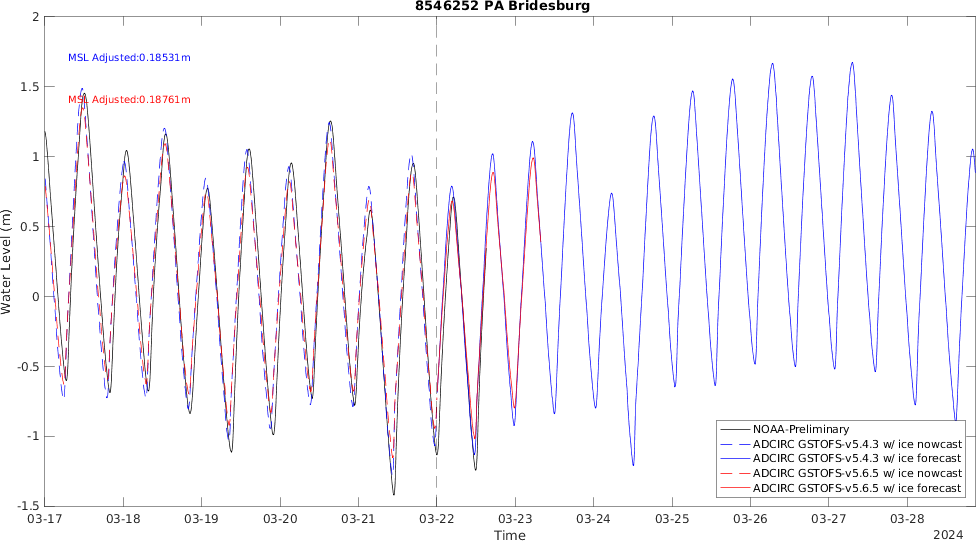 8546252 PA Bridesburg
2
1.5
1
0.5
0
-0.5
-1
-1.5
Water Level (m)
MSL Adjusted:0.18531m
MSL Adjusted:0.18761m
NOAA-Preliminary
ADCIRC GSTOFS-v5.4.3 w/ ice nowcast
ADCIRC GSTOFS-v5.4.3 w/ ice forecast
ADCIRC GSTOFS-v5.6.5 w/ ice nowcast
ADCIRC GSTOFS-v5.6.5 w/ ice forecast
03-17 03-18 03-19 03-20 03-21 03-22 03-23 03-24 03-25 03-26 03-27 03-28
Time
2024